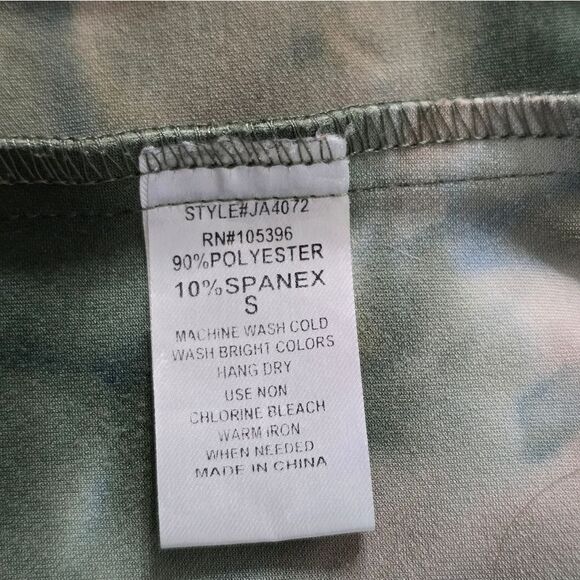 STYLE#JA4072
RN#105396
90%POLYESTER
10%SPANEX
S
MACHINE WASH COLD
WASH BRIGHT COLORS
HANG DRY
USE NON
CHLORINE BLEACH
WARM IRON
WHEN NEEDED
MADE IN CHINA